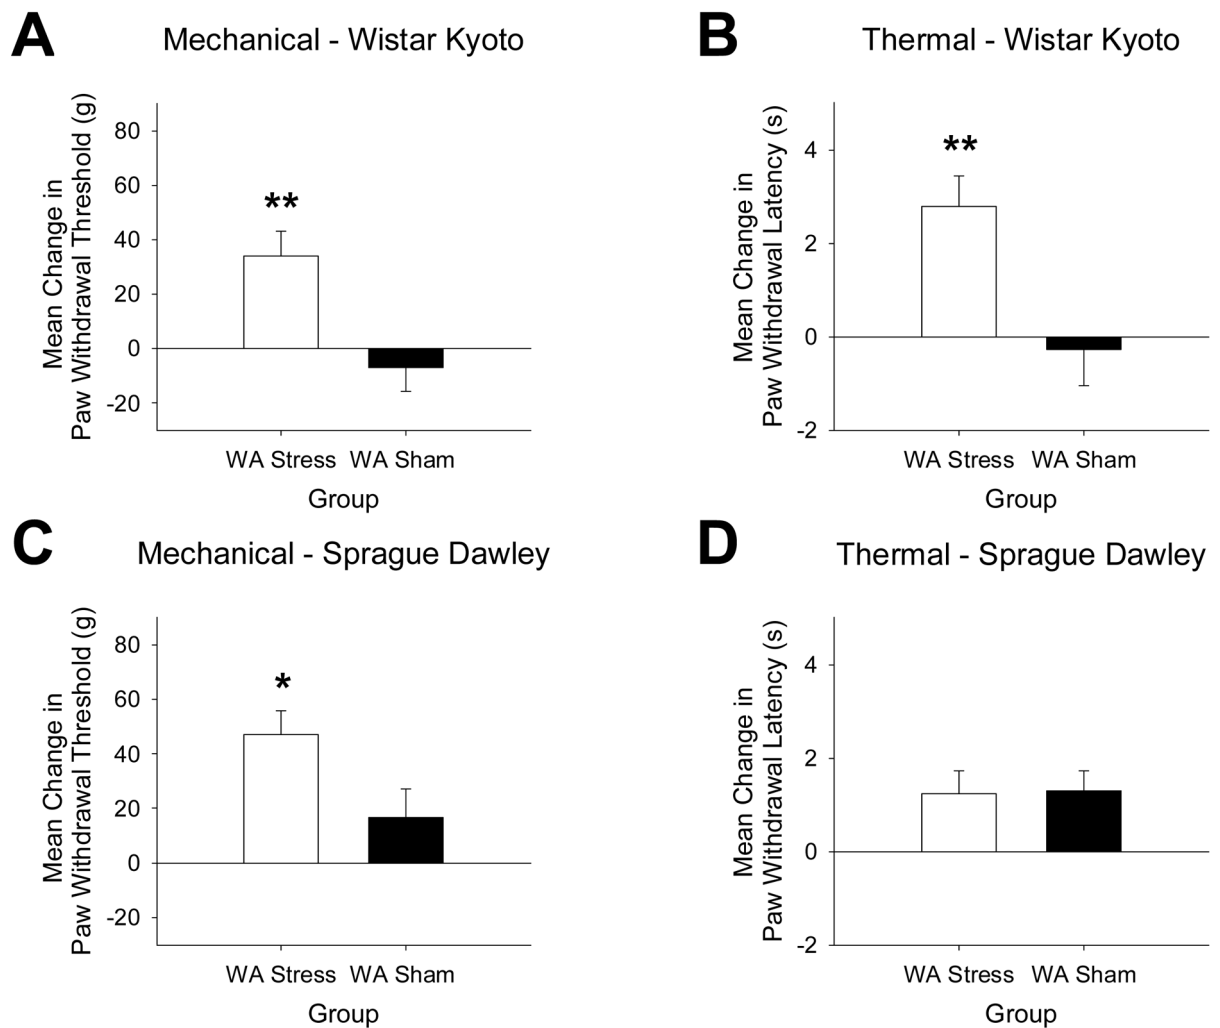 A
Mechanical - Wistar Kyoto
Mean Change in
Paw Withdrawal Threshold (g)
80
60
40
20
0
-20
**
WA Stress WA Sham
Group
B
Thermal - Wistar Kyoto
Mean Change in
Paw Withdrawal Latency (s)
4
2
0
-2
**
WA Stress WA Sham
Group
C
Mechanical - Sprague Dawley
Mean Change in
Paw Withdrawal Threshold (g)
80
60
40
20
0
-20
*
WA Stress WA Sham
Group
D
Thermal - Sprague Dawley
Mean Change in
Paw Withdrawal Latency (s)
4
2
0
-2
WA Stress WA Sham
Group